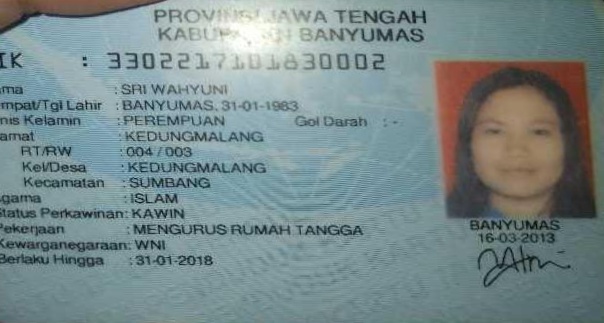 PROVINSI JAWA TENGAH
KABUPATEN BANYUMAS
IK : 3302217101830002
ama : SRI WAHYUNI
mpat/Tgl Lahir : BANYUMAS, 31-01-1983
nis Kelamin : PEREMPUAN Gol Darah : -
amat : KEDUNGMALANG
RT/RW : 004 / 003
Kel/Desa : KEDUNGMALANG
Kecamatan : SUMBANG
Agama : ISLAM
Status Perkawinan: KAWIN
Pekerjaan : MENGURUS RUMAH TANGGA
Kewarganegaraan: WNI
Berlaku Hingga : 31-01-2018
BANYUMAS
16-03-2013